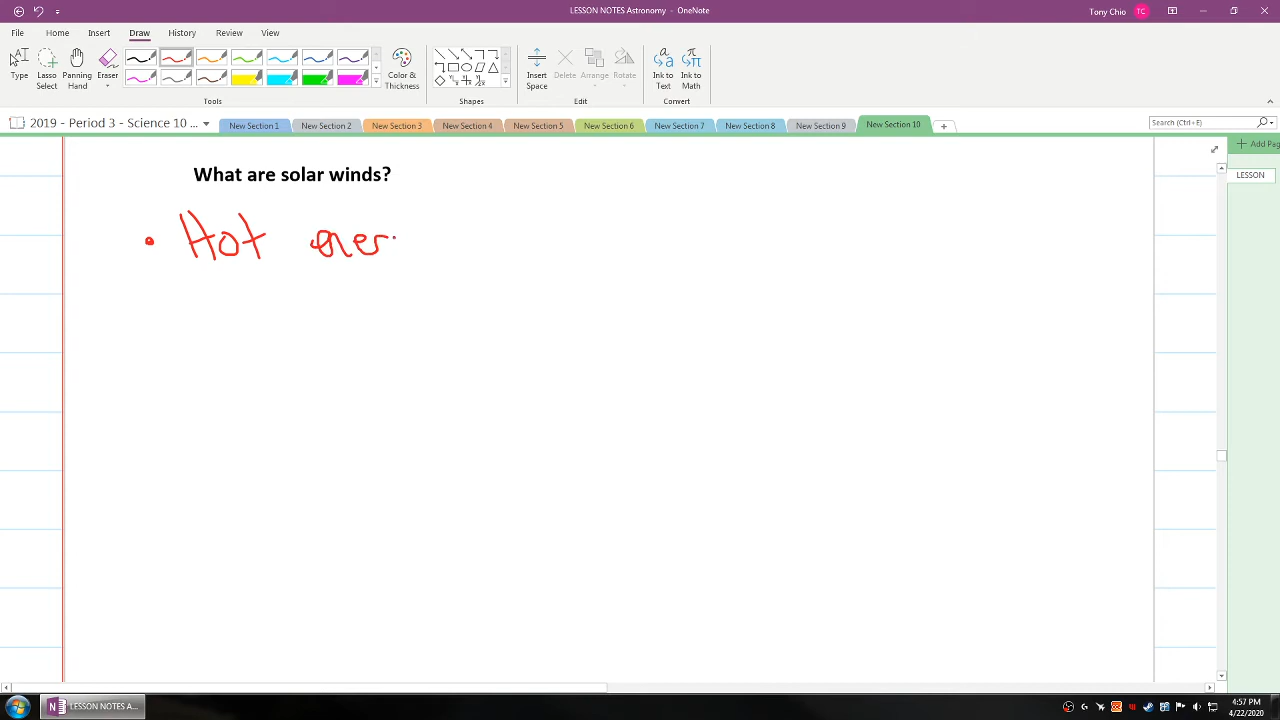 LESSON NOTES Astronomy - OneNote
Tony Chio TC
File Home Insert Draw History Review View
Type Lasso Select Panning Hand Eraser Color & Thickness Insert Space Delete Arrange Rotate Ink to Text Ink to Math
Tools Shapes Edit Convert
2019 - Period 3 - Science 10 ... New Section 1 New Section 2 New Section 3 New Section 4 New Section 5 New Section 6 New Section 7 New Section 8 New Section 9 New Section 10 Search (Ctrl+E)
Add Pag
LESSON
What are solar winds?
• Hot ener
LESSON NOTES A...
4:57 PM
4/22/2020